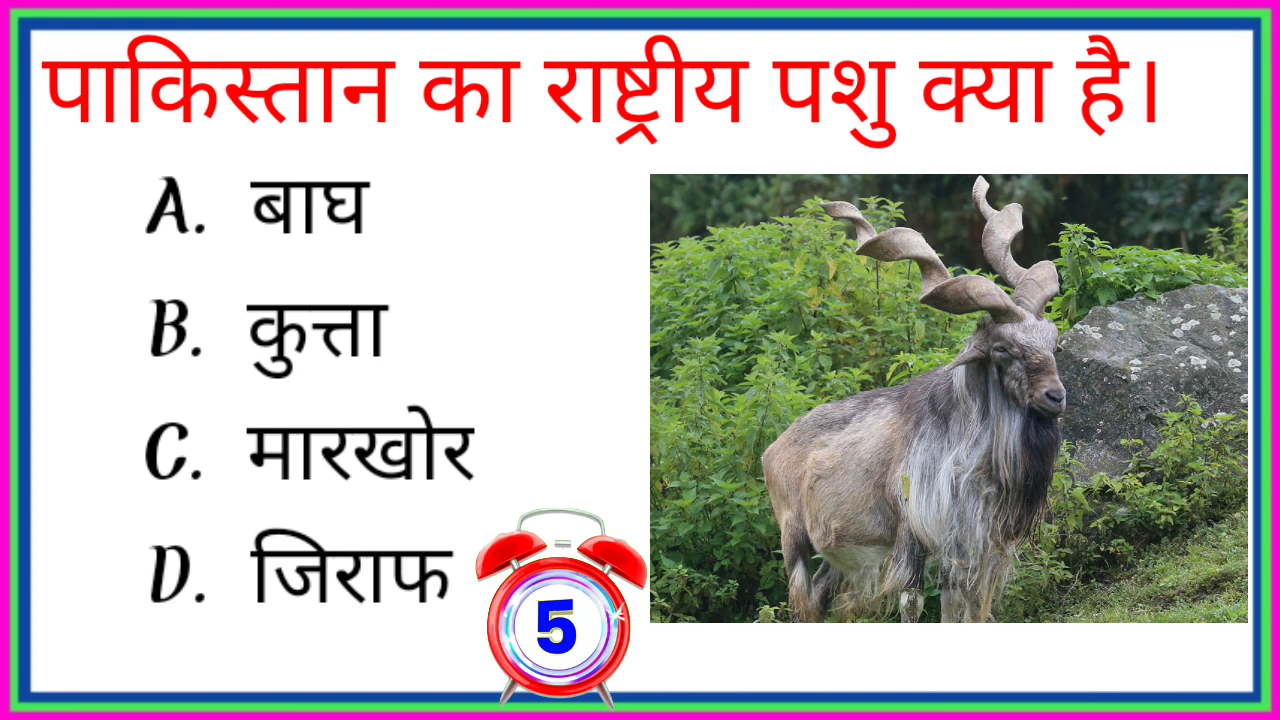 पाकिस्तान का राष्ट्रीय पशु क्या है।
A. बाघ
B. कुत्ता
C. मारखोर
D. जिराफ
5